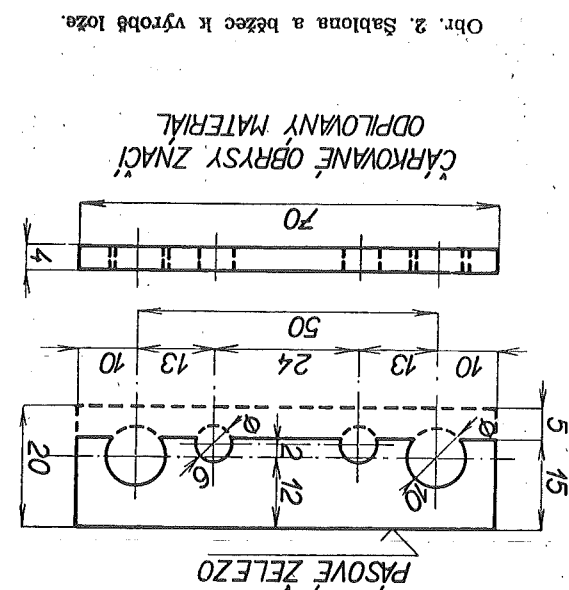 PÁSOVÉ ŽELEZO
15
12
10
6
20
2
Ø
Ø
5
10 13 24 13 10
50
4
70
ČÁRKOVANÉ OBRYSY ZNAČÍ
ODPILOVANÝ MATERIÁL
Obr. 2. Šablona a běžec k výrobě lože.